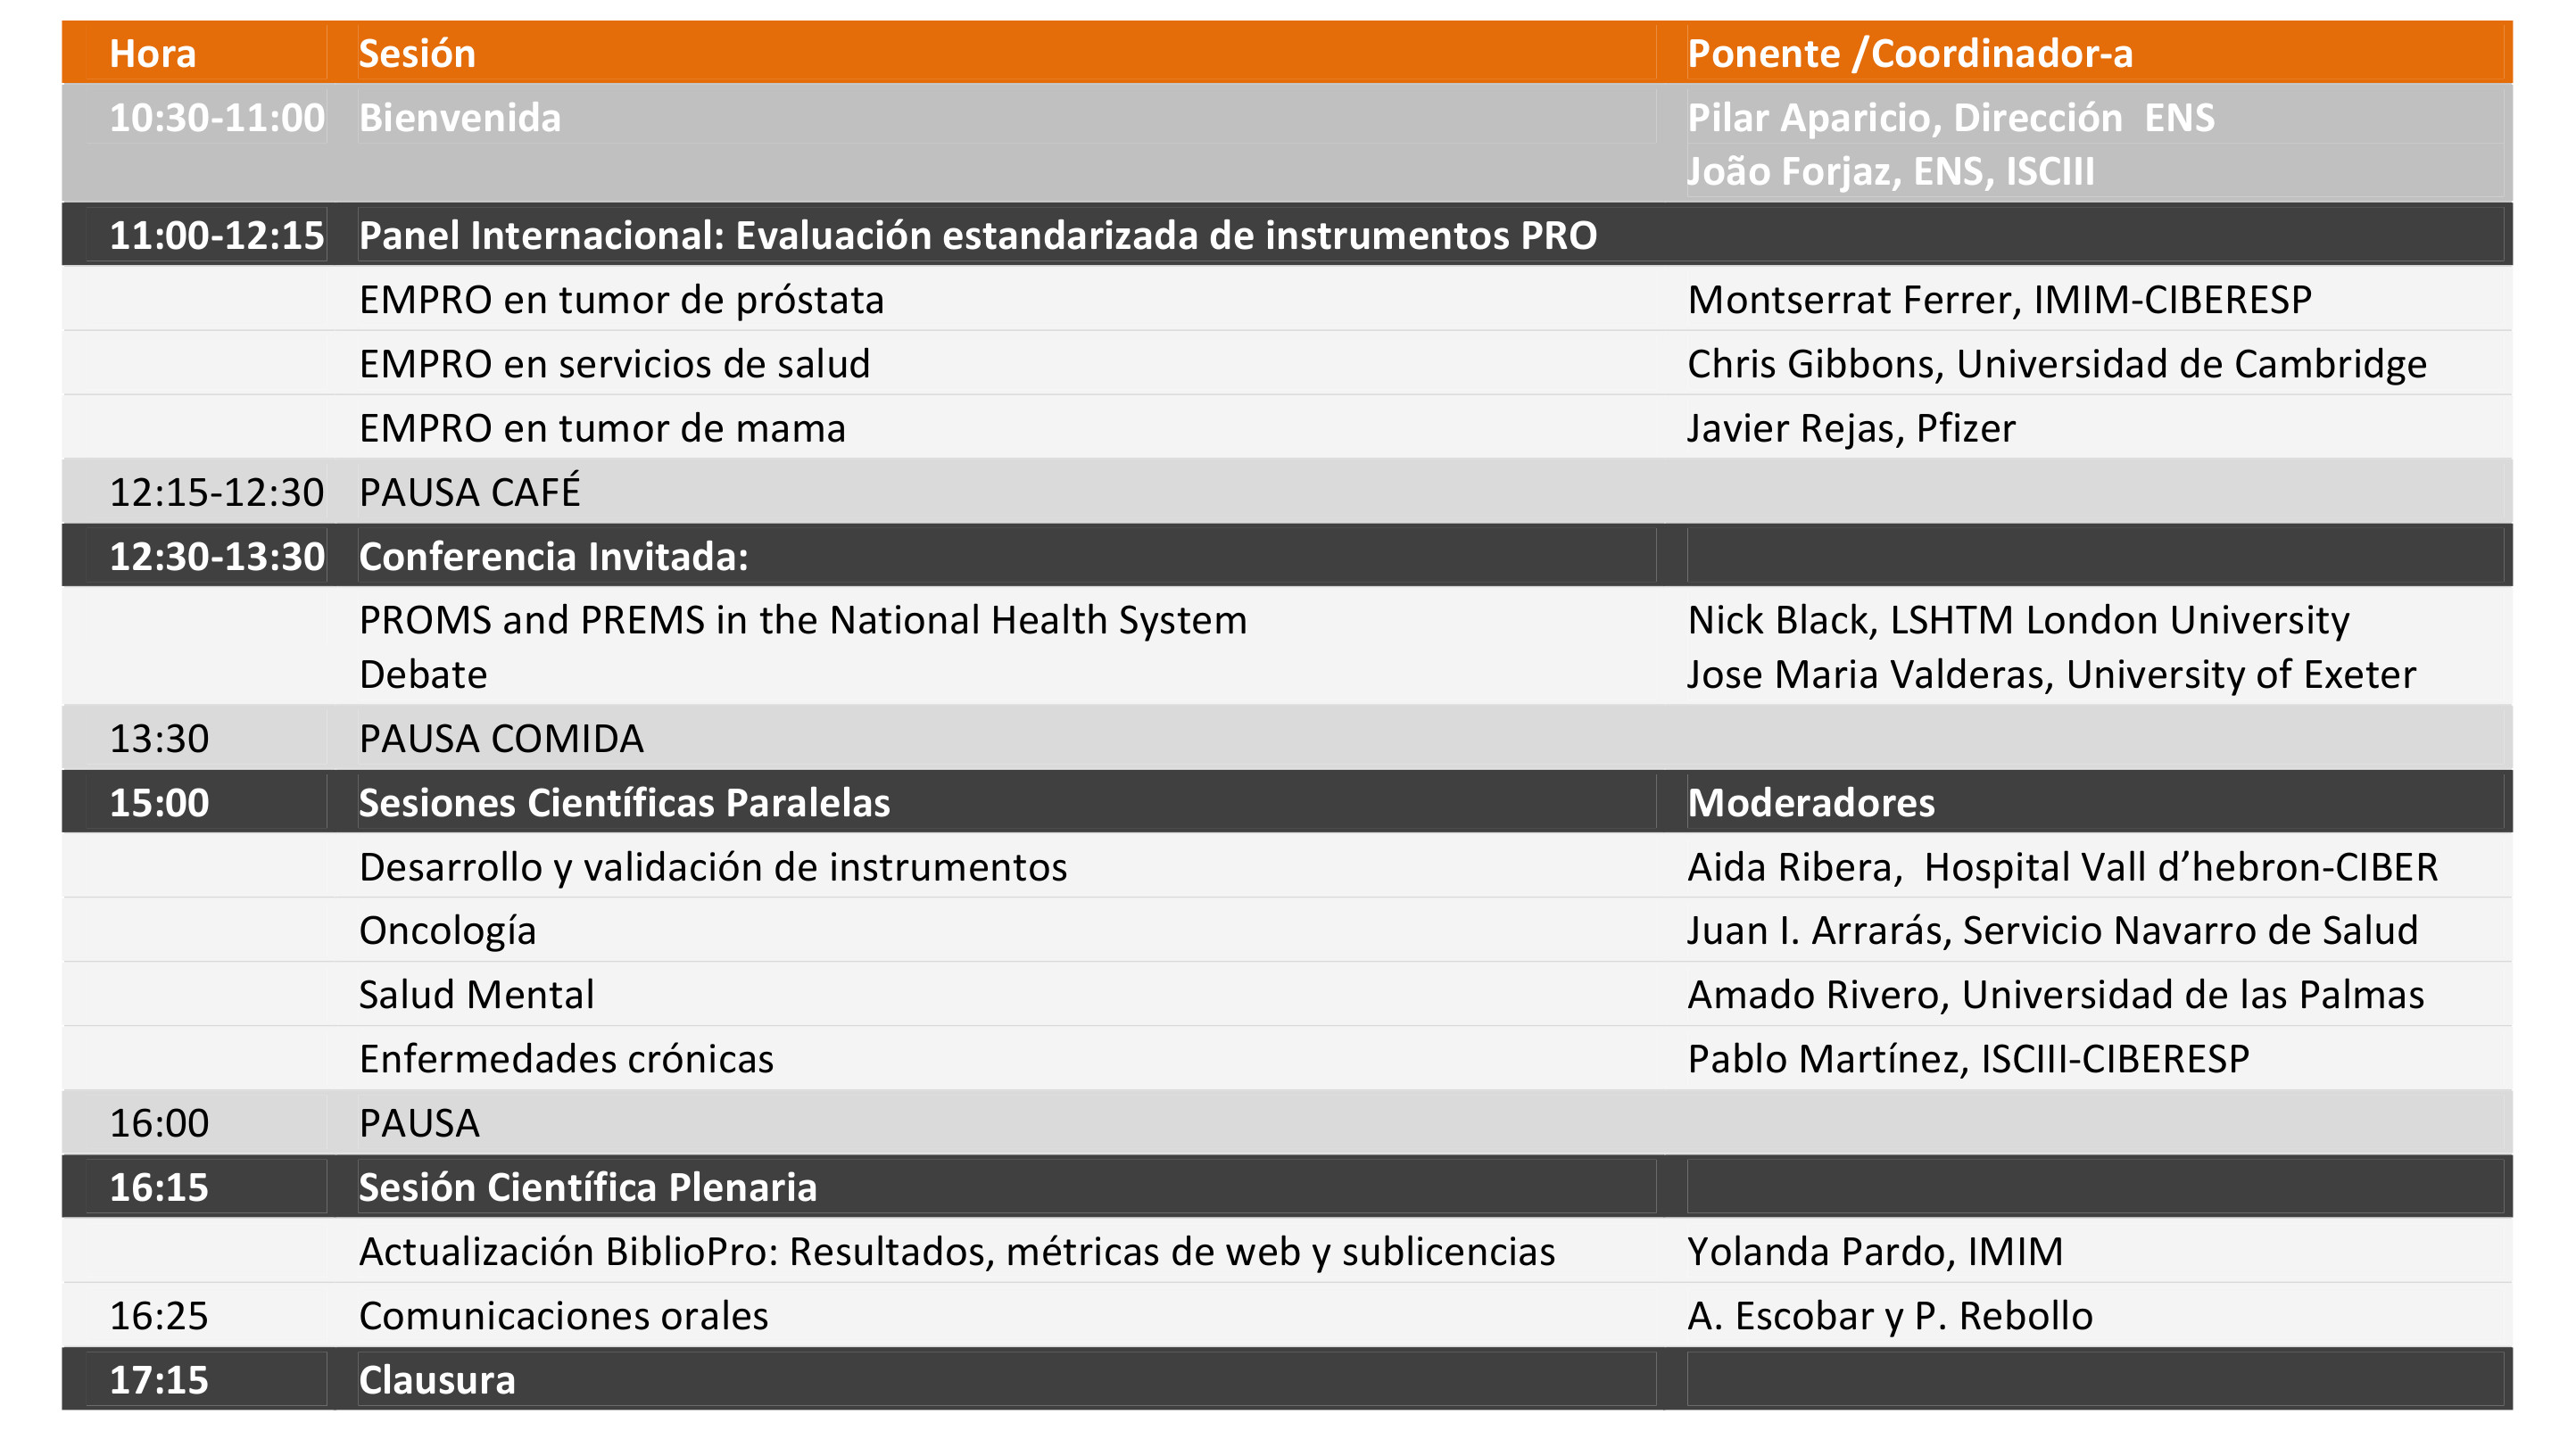 Hora Sesión Ponente /Coordinador-a
10:30-11:00 Bienvenida Pilar Aparicio, Dirección  ENS
João Forjaz, ENS, ISCIII
11:00-12:15 Panel Internacional: Evaluación estandarizada de instrumentos PRO
EMPRO en tumor de próstata Montserrat Ferrer, IMIM-CIBERESP
EMPRO en servicios de salud Chris Gibbons, Universidad de Cambridge
EMPRO en tumor de mama Javier Rejas, Pfizer
12:15-12:30 PAUSA CAFÉ
12:30-13:30 Conferencia Invitada:
PROMS and PREMS in the National Health System Nick Black, LSHTM London University
Debate Jose Maria Valderas, University of Exeter
13:30 PAUSA COMIDA
15:00 Sesiones Científicas Paralelas Moderadores
Desarrollo y validación de instrumentos Aida Ribera,  Hospital Vall d’hebron-CIBER
Oncología Juan I. Arrarás, Servicio Navarro de Salud
Salud Mental Amado Rivero, Universidad de las Palmas
Enfermedades crónicas Pablo Martínez, ISCIII-CIBERESP
16:00 PAUSA
16:15 Sesión Científica Plenaria
Actualización BiblioPro: Resultados, métricas de web y sublicencias Yolanda Pardo, IMIM
16:25 Comunicaciones orales A. Escobar y P. Rebollo
17:15 Clausura